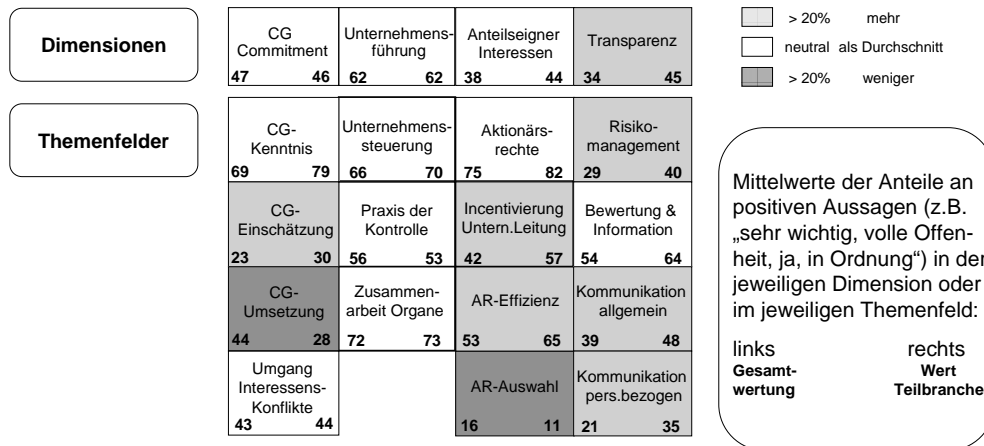 Dimensionen
CG
Commitment
47 46
Unternehmens-
führung
62 62
Anteilseigner
Interessen
38 44
Transparenz
34 45
> 20% mehr
neutral als Durchschnitt
> 20% weniger
Themenfelder
CG-
Kenntnis
69 79
Unternehmens-
steuerung
66 70
Aktionärs-
rechte
75 82
Risiko-
management
29 40
CG-
Einschätzung
23 30
Praxis der
Kontrolle
56 53
Incentivierung
Untern.Leitung
42 57
Bewertung &
Information
54 64
CG-
Umsetzung
44 28
Zusammen-
arbeit Organe
72 73
AR-Effizienz
53 65
Kommunikation
allgemein
39 48
Umgang
Interessens-
Konflikte
43 44
AR-Auswahl
16 11
Kommunikation
pers.bezogen
21 35
Mittelwerte der Anteile an
positiven Aussagen (z.B.
„sehr wichtig, volle Offen-
heit, ja, in Ordnung“) in der
jeweiligen Dimension oder
im jeweiligen Themenfeld:
links rechts
Gesamt- Wert
wertung Teilbranche